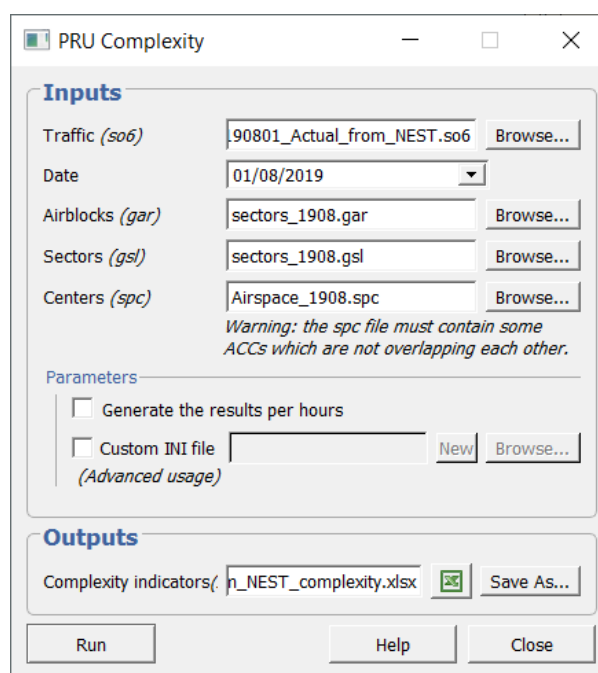 PRU Complexity
Inputs
Traffic (so6) .90801_Actual_from_NEST.so6 Browse...
Date 01/08/2019
Airblocks (gar) sectors_1908.gar Browse...
Sectors (gsl) sectors_1908.gsl Browse...
Centers (spc) Airspace_1908.spc Browse...
Warning: the spc file must contain some
ACCs which are not overlapping each other.
Parameters
Generate the results per hours
Custom INI file New Browse...
(Advanced usage)
Outputs
Complexity indicators(. n_NEST_complexity.xlsx Save As...
Run Help Close